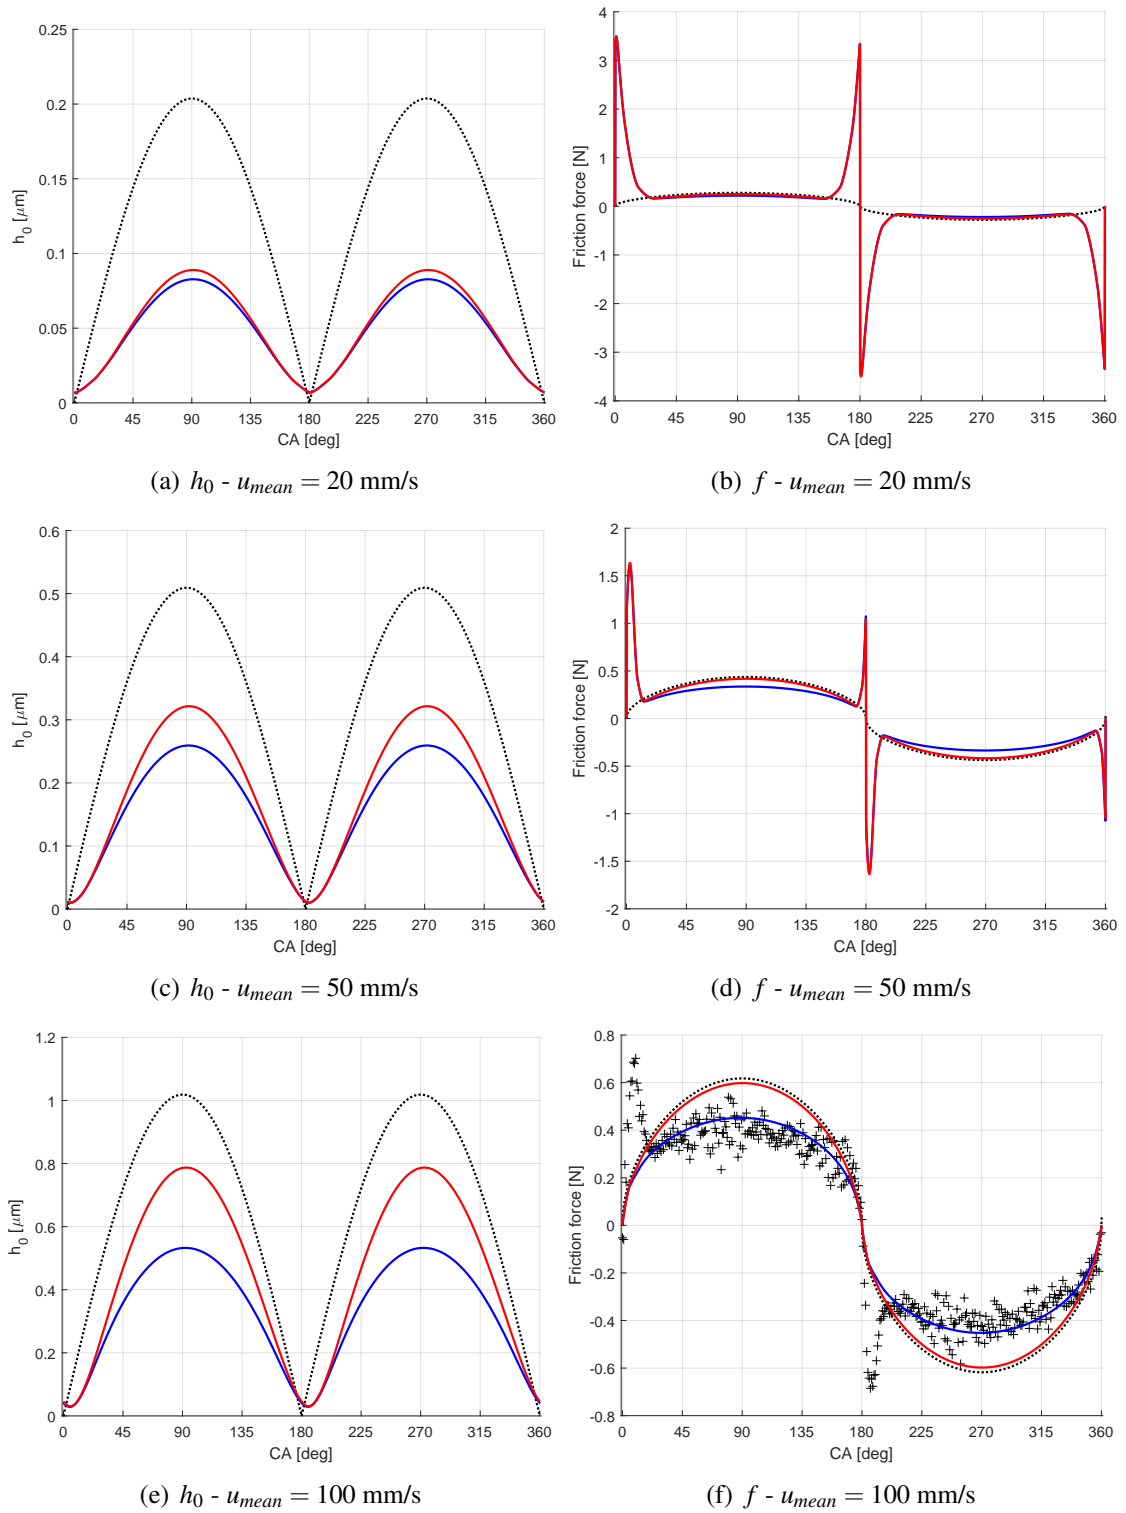 0.25
0.2
0.15
0.1
0.05
0
h0 [μm]
0 45 90 135 180 225 270 315 360
CA [deg]
(a) h0 - umean = 20 mm/s
4
3
2
1
0
-1
-2
-3
-4
Friction force [N]
0 45 90 135 180 225 270 315 360
CA [deg]
(b) f - umean = 20 mm/s
0.6
0.5
0.4
0.3
0.2
0.1
0
h0 [μm]
0 45 90 135 180 225 270 315 360
CA [deg]
(c) h0 - umean = 50 mm/s
2
1.5
1
0.5
0
-0.5
-1
-1.5
-2
Friction force [N]
0 45 90 135 180 225 270 315 360
CA [deg]
(d) f - umean = 50 mm/s
1.2
1
0.8
0.6
0.4
0.2
0
h0 [μm]
0 45 90 135 180 225 270 315 360
CA [deg]
(e) h0 - umean = 100 mm/s
0.8
0.6
0.4
0.2
0
-0.2
-0.4
-0.6
-0.8
Friction force [N]
0 45 90 135 180 225 270 315 360
CA [deg]
(f) f - umean = 100 mm/s